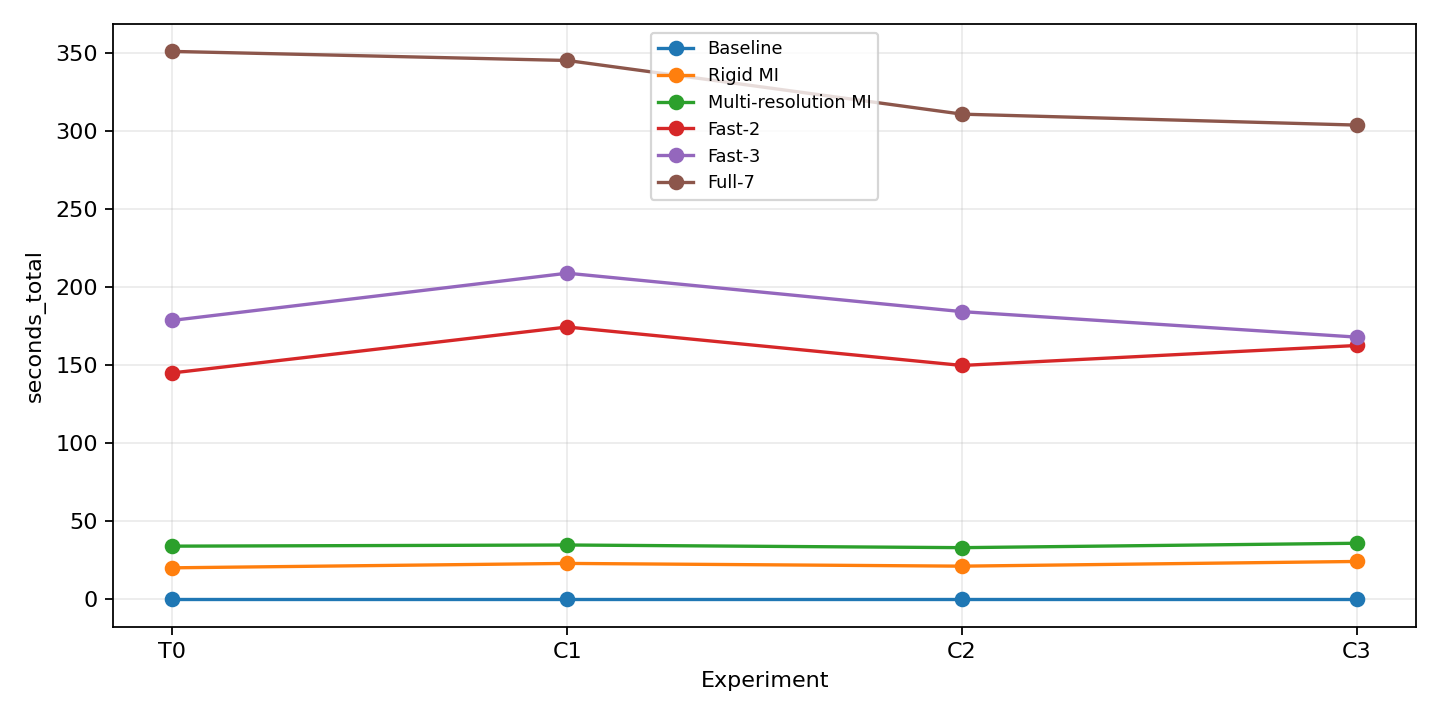 350
300
250
200
150
100
50
0
seconds_total
Baseline
Rigid MI
Multi-resolution MI
Fast-2
Fast-3
Full-7
T0
C1
C2
C3
Experiment